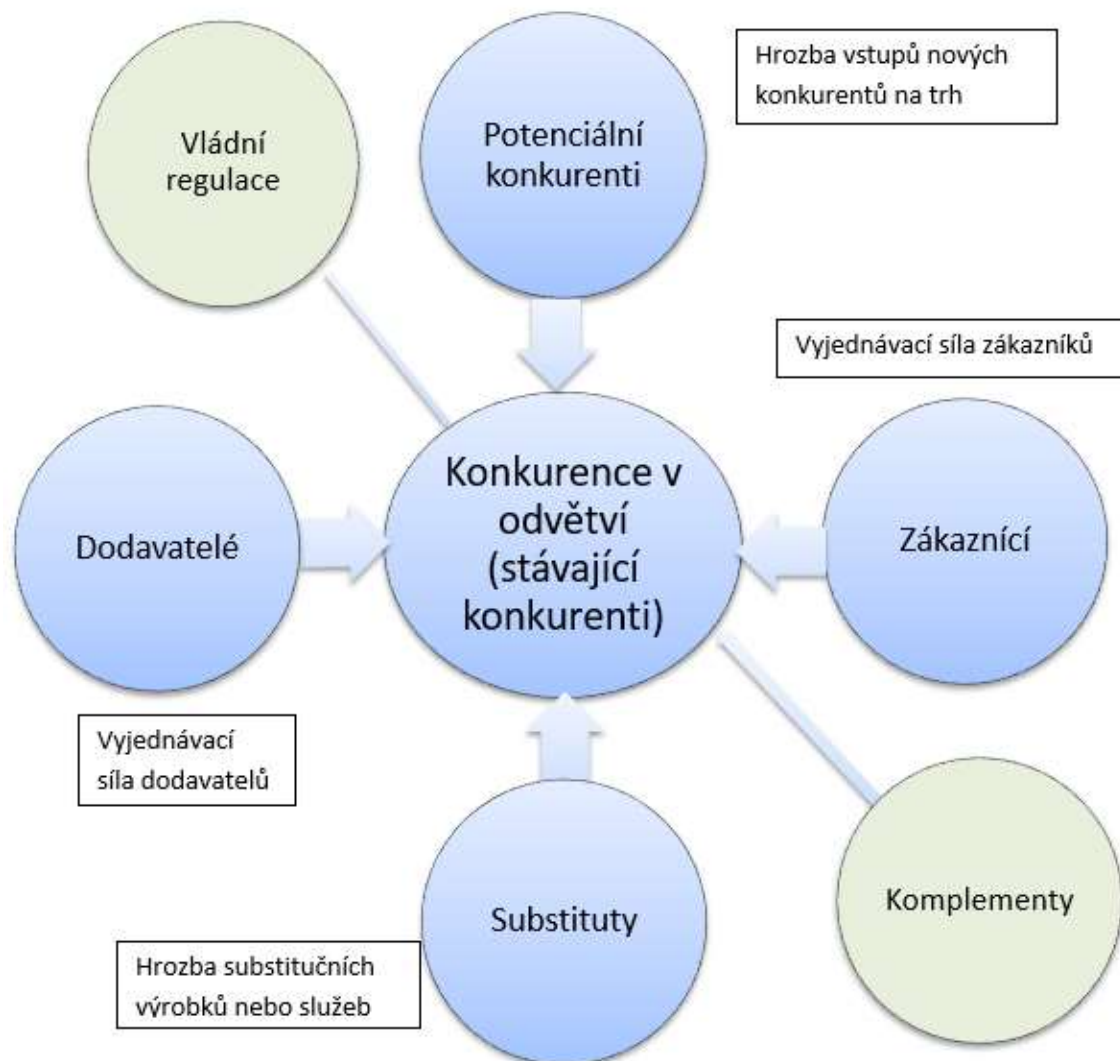 Hrozba vstupů nových
konkurentů na trh
Vládní
regulace
Potenciální
konkurenti
Vyjednávací síla zákazníků
Konkurence v
odvětví
(stávající
konkurenti)
Dodavatelé
Zákaznící
Vyjednávací
síla dodavatelů
Substituty
Komplementy
Hrozba substitučních
výrobků nebo služeb